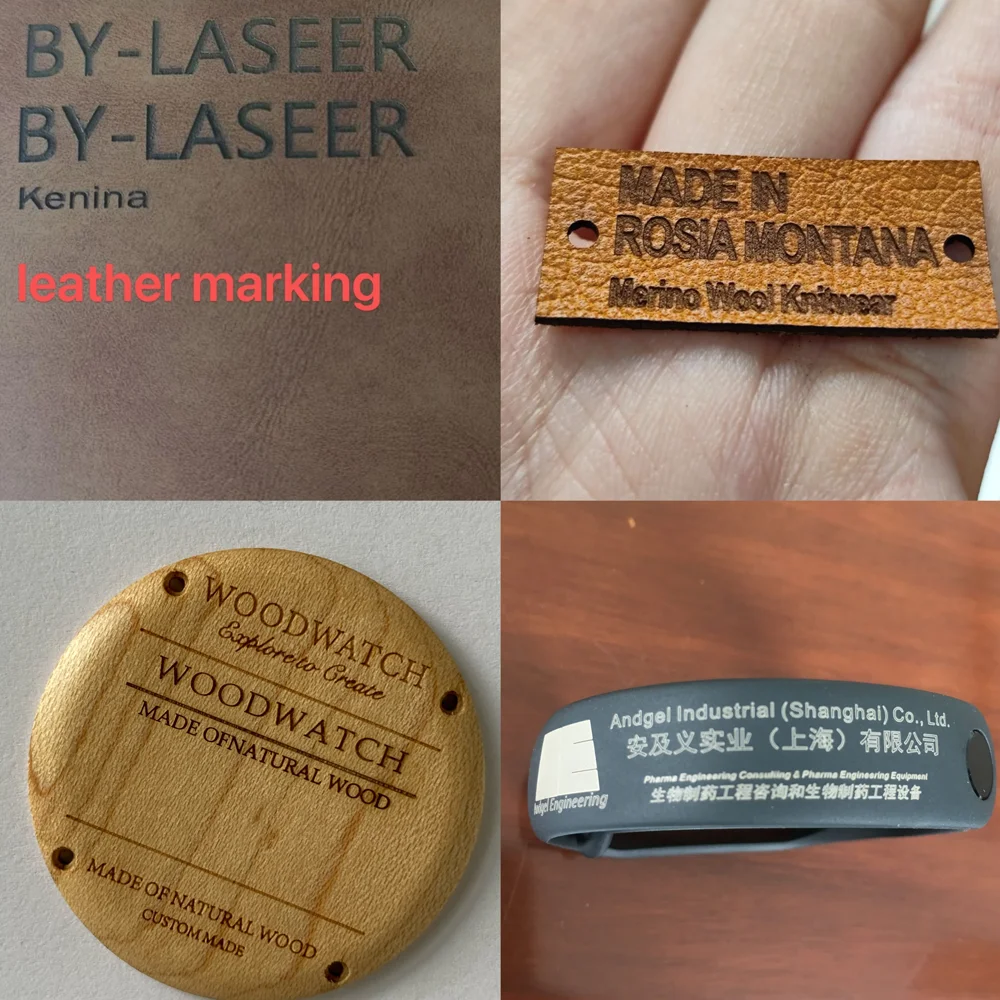 BY-LASEER
BY-LASEER
Kenina
leather marking
MADE IN
ROSIA MONTANA
Merino Wool Knitwear
WOODWATCH
Explore to Create
WOODWATCH
MADE OFNATURAL WOOD
MADE OF NATURAL WOOD
CUSTOM MADE
Andgel Industrial (Shanghai) Co., Ltd.
安及义实业（上海）有限公司
Pharma Engineering Consulting & Pharma Engineering Equipment
生物制药工程咨询和生物制药工程设备
Andgel Engineering